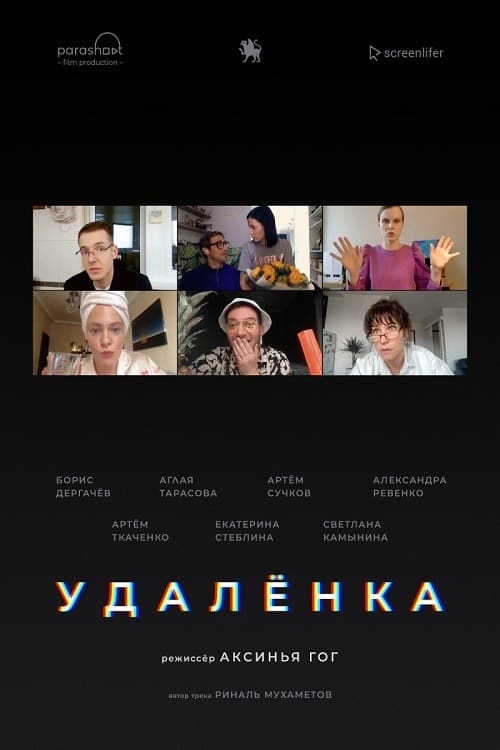 parashoot
– film production –
screenlifer
БОРИС ДЕРГАЧЁВ
АГЛАЯ ТАРАСОВА
АРТЁМ СУЧКОВ
АЛЕКСАНДРА РЕВЕНКО
АРТЁМ ТКАЧЕНКО
ЕКАТЕРИНА СТЕБЛИНА
СВЕТЛАНА КАМЫНИНА
УДАЛЁНКА
режиссёр АКСИНЬЯ ГОГ
автор трека РИНАЛЬ МУХАМЕТОВ